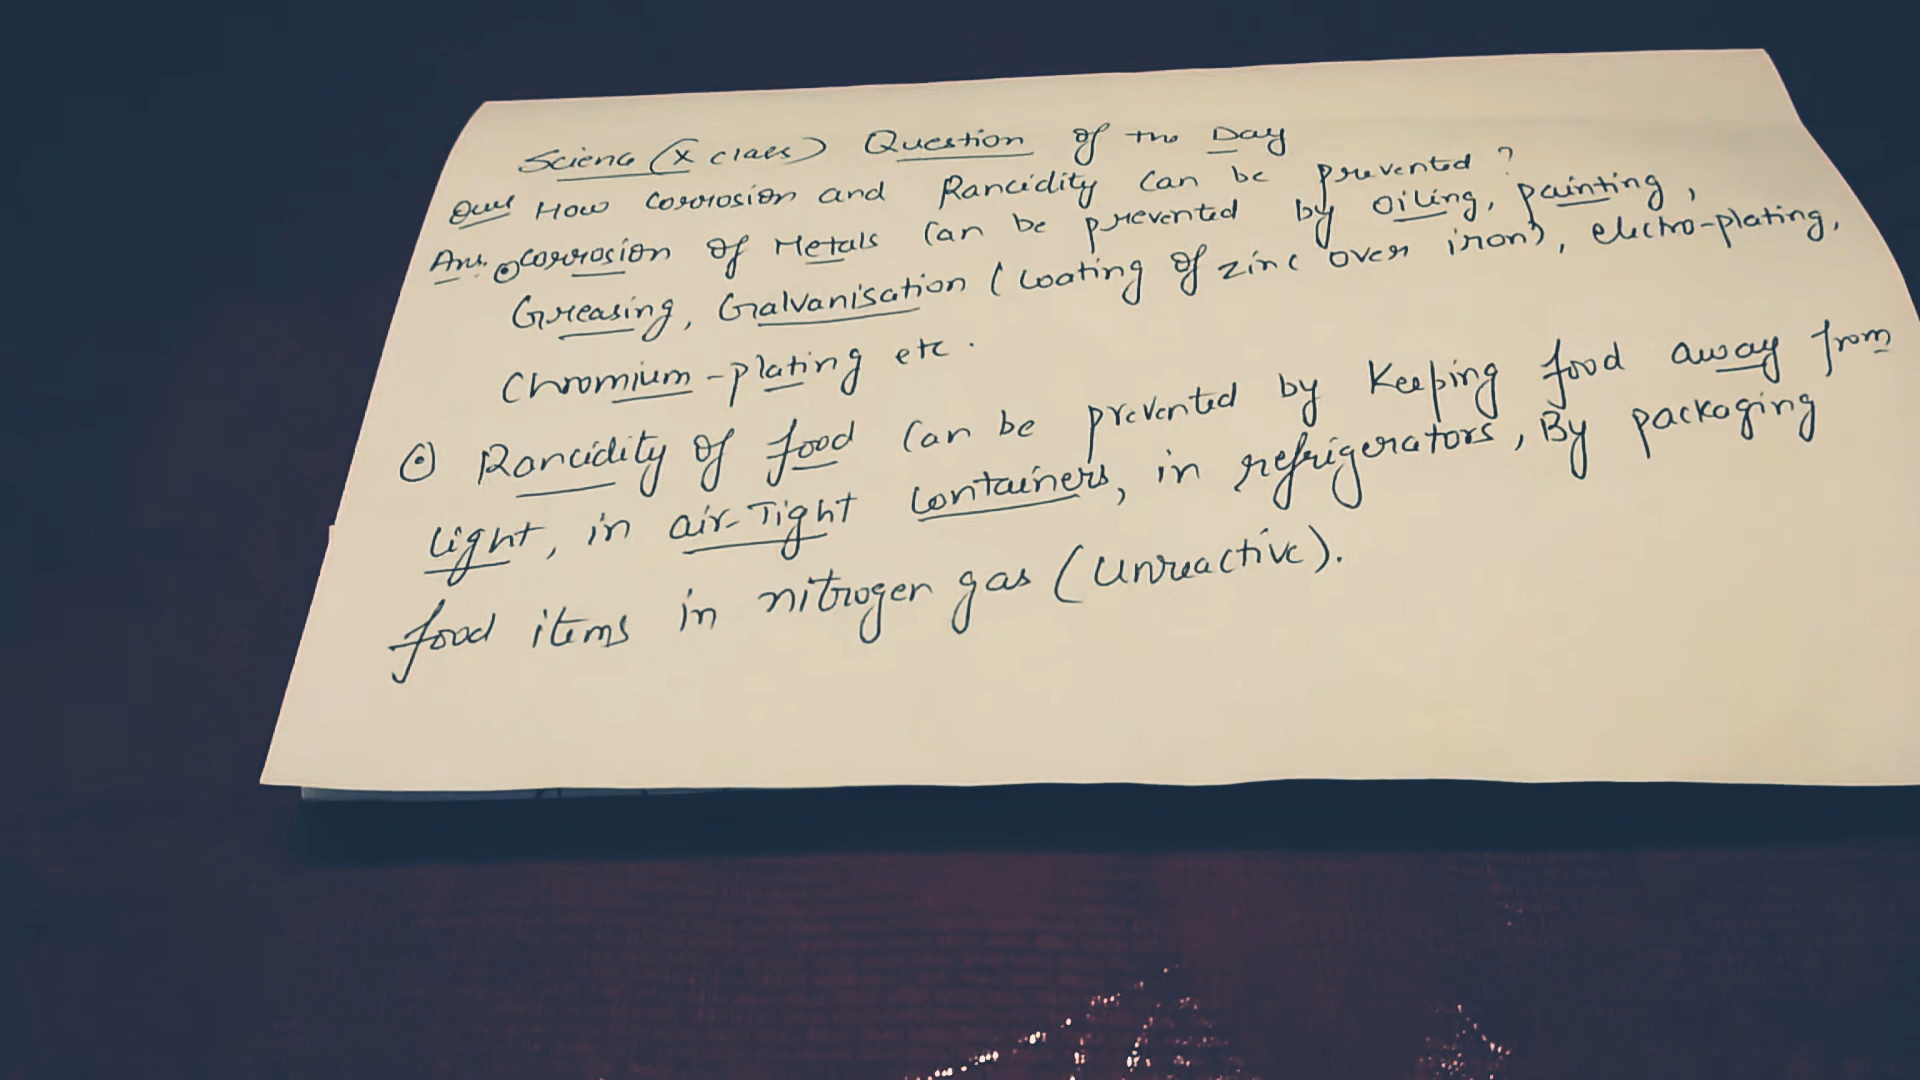 Science (X class) Question of the Day
Ques How corrosion and Rancidity can be prevented?
Ans. Corrosion of Metals can be prevented by oiling, painting,
Greasing, Galvanisation (coating of zinc over iron), electro-plating,
Chromium-plating etc.
Rancidity of food can be prevented by Keeping food away from
light, in air-Tight containers, in refrigerators, By packaging
food items in nitrogen gas (Unreactive).